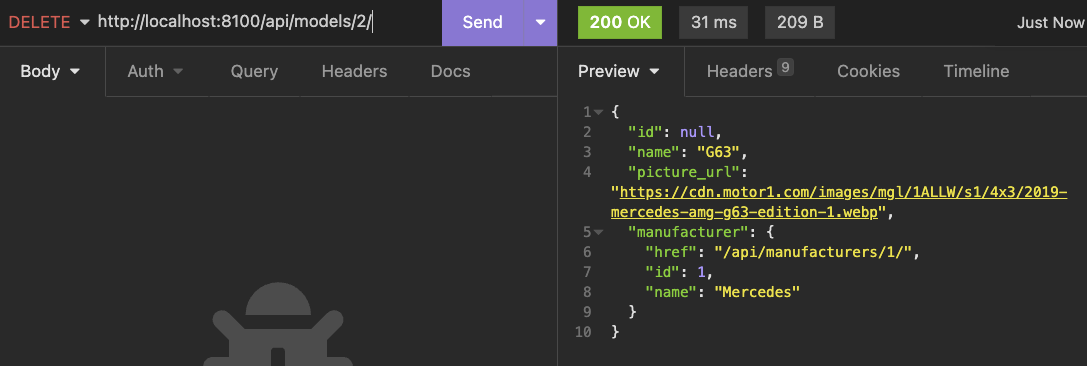 DELETE http://localhost:8100/api/models/2/ Send 200 OK 31 ms 209 B Just Now
Body Auth Query Headers Docs Preview Headers 9 Cookies Timeline
1 {
2 "id": null,
3 "name": "G63",
4 "picture_url":
"https://cdn.motor1.com/images/mgl/1ALLW/s1/4x3/2019-
mercedes-amg-g63-edition-1.webp",
5 "manufacturer": {
6 "href": "/api/manufacturers/1/",
7 "id": 1,
8 "name": "Mercedes"
9 }
10 }